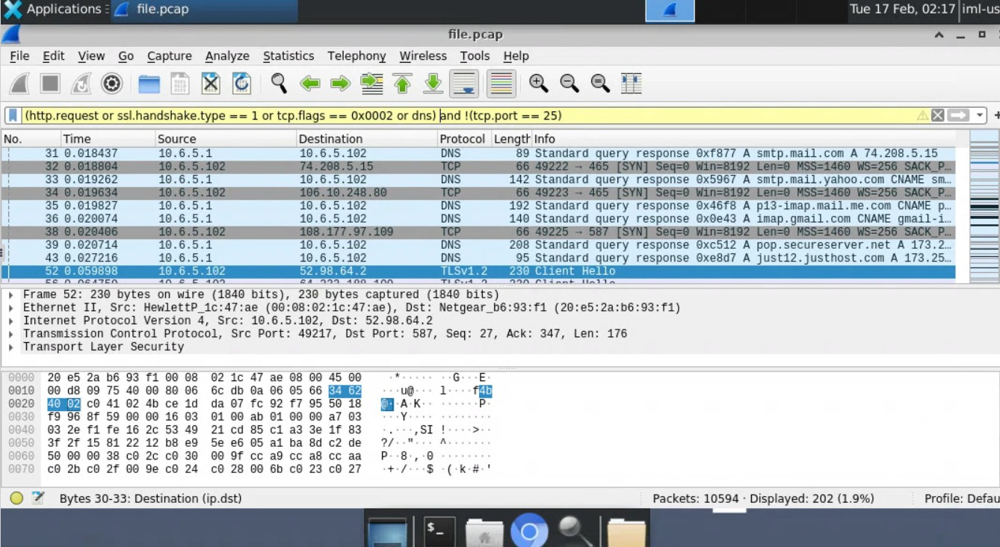 Applications file.pcap Tue 17 Feb, 02:17 iml-us
file.pcap
File Edit View Go Capture Analyze Statistics Telephony Wireless Tools Help
(http.request or ssl.handshake.type == 1 or tcp.flags == 0x0002 or dns) and !(tcp.port == 25)
No. Time Source Destination Protocol Length Info
31 0.018437 10.6.5.1 10.6.5.102 DNS 89 Standard query response 0xf877 A smtp.mail.com A 74.208.5.15
32 0.018804 10.6.5.102 74.208.5.15 TCP 66 49222 → 465 [SYN] Seq=0 Win=8192 Len=0 MSS=1460 WS=256 SACK_P…
33 0.019262 10.6.5.1 10.6.5.102 DNS 142 Standard query response 0x5967 A smtp.mail.yahoo.com CNAME sm…
34 0.019634 10.6.5.102 106.10.248.80 TCP 66 49223 → 465 [SYN] Seq=0 Win=8192 Len=0 MSS=1460 WS=256 SACK_P…
35 0.019827 10.6.5.1 10.6.5.102 DNS 192 Standard query response 0x46f8 A p13-imap.mail.me.com CNAME p…
36 0.020074 10.6.5.1 10.6.5.102 DNS 140 Standard query response 0x0e43 A imap.gmail.com CNAME gmail-i…
38 0.020406 10.6.5.102 108.177.97.109 TCP 66 49225 → 587 [SYN] Seq=0 Win=8192 Len=0 MSS=1460 WS=256 SACK_P…
39 0.020714 10.6.5.1 10.6.5.102 DNS 208 Standard query response 0xc512 A pop.secureserver.net A 173.2…
43 0.027216 10.6.5.1 10.6.5.102 DNS 95 Standard query response 0xe8d7 A just12.justhost.com A 173.25…
52 0.059898 10.6.5.102 52.98.64.2 TLSv1.2 230 Client Hello
Frame 52: 230 bytes on wire (1840 bits), 230 bytes captured (1840 bits)
Ethernet II, Src: HewlettP_1c:47:ae (00:08:02:1c:47:ae), Dst: Netgear_b6:93:f1 (20:e5:2a:b6:93:f1)
Internet Protocol Version 4, Src: 10.6.5.102, Dst: 52.98.64.2
Transmission Control Protocol, Src Port: 49217, Dst Port: 587, Seq: 27, Ack: 347, Len: 176
Transport Layer Security
0000 20 e5 2a b6 93 f1 00 08 02 1c 47 ae 08 00 45 00 ·*····· ··G···E·
0010 00 d8 09 75 40 00 80 06 6c db 0a 06 05 66 34 62 ···u@··· l····f4b
0020 40 02 c0 41 02 4b ce 1d da 07 fc 92 f7 95 50 18 @··A·K·· ······P·
0030 f9 96 8f 59 00 00 16 03 01 00 ab 01 00 00 a7 03 ···Y···· ········
0040 03 2e f1 fe 16 2c 53 49 21 cd 85 c1 a3 3e 1f 83 ·.···,SI !····>··
0050 3f 2f 15 81 22 12 b8 e9 5e e6 05 a1 ba 8d c2 de ?/··"··· ^·······
0060 50 00 00 38 c0 2c c0 30 00 9f cc a9 cc a8 cc aa P··8·,·0 ········
0070 c0 2b c0 2f 00 9e c0 24 c0 28 00 6b c0 23 c0 27 ·+·/···$ ·(·k·#·'
Bytes 30-33: Destination (ip.dst) Packets: 10594 · Displayed: 202 (1.9%) Profile: Defau
$_